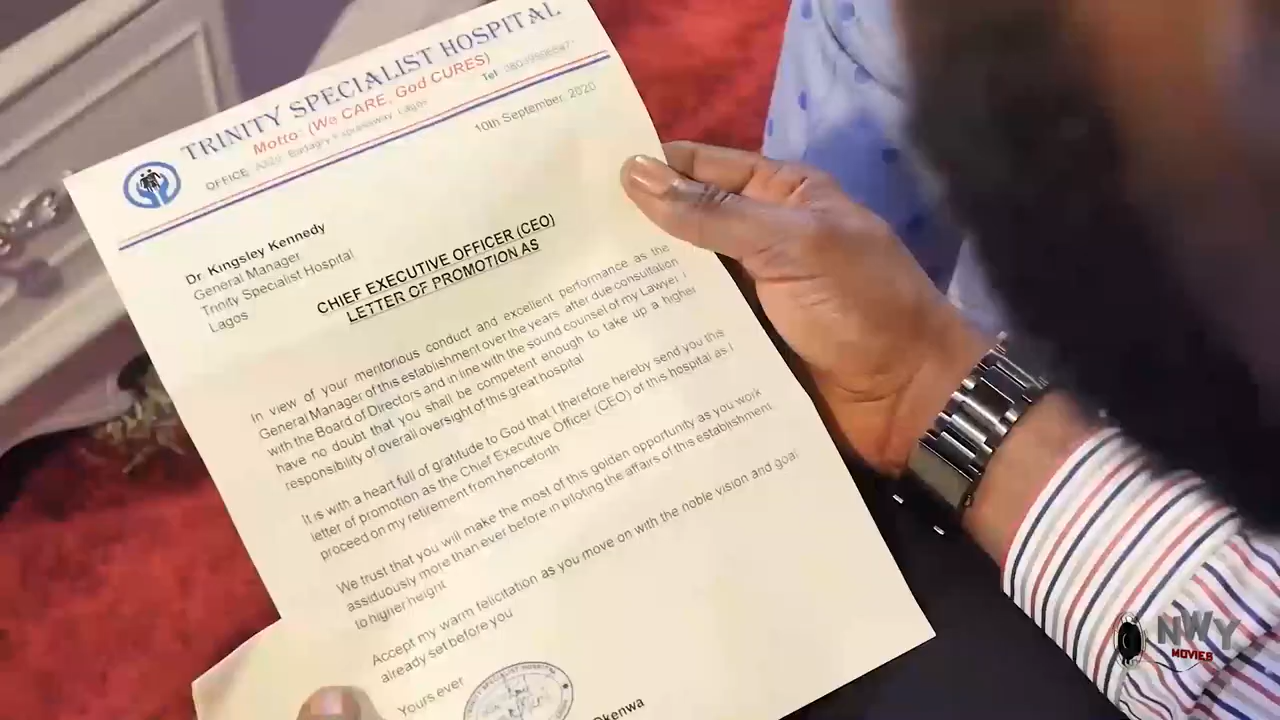 TRINITY SPECIALIST HOSPITAL
Motto: (We CARE, God CURES)
OFFICE Badagry Expressway, Lagos
Tel
10th September, 2020
Dr Kingsley Kennedy
General Manager
Trinity Specialist Hospital
Lagos
CHIEF EXECUTIVE OFFICER (CEO)
LETTER OF PROMOTION AS
In view of your meritorious conduct and excellent performance as the
General Manager of this establishment over the years, after due consultation
with the Board of Directors and in line with the sound counsel of my Lawyer I
have no doubt that you shall be competent enough to take up a higher
responsibility of overall oversight of this great hospital
It is with a heart full of gratitude to God that I therefore hereby send you this
letter of promotion as the Chief Executive Officer (CEO) of this hospital as I
proceed on my retirement from henceforth
We trust that you will make the most of this golden opportunity as you work
assiduously more than ever before in piloting the affairs of this establishment.
to higher height
Accept my warm felicitation as you move on with the noble vision and goal
already set before you
Yours ever
TRINITY SPECIALIST HOSPITAL
Okenwa
NWY
MOVIES